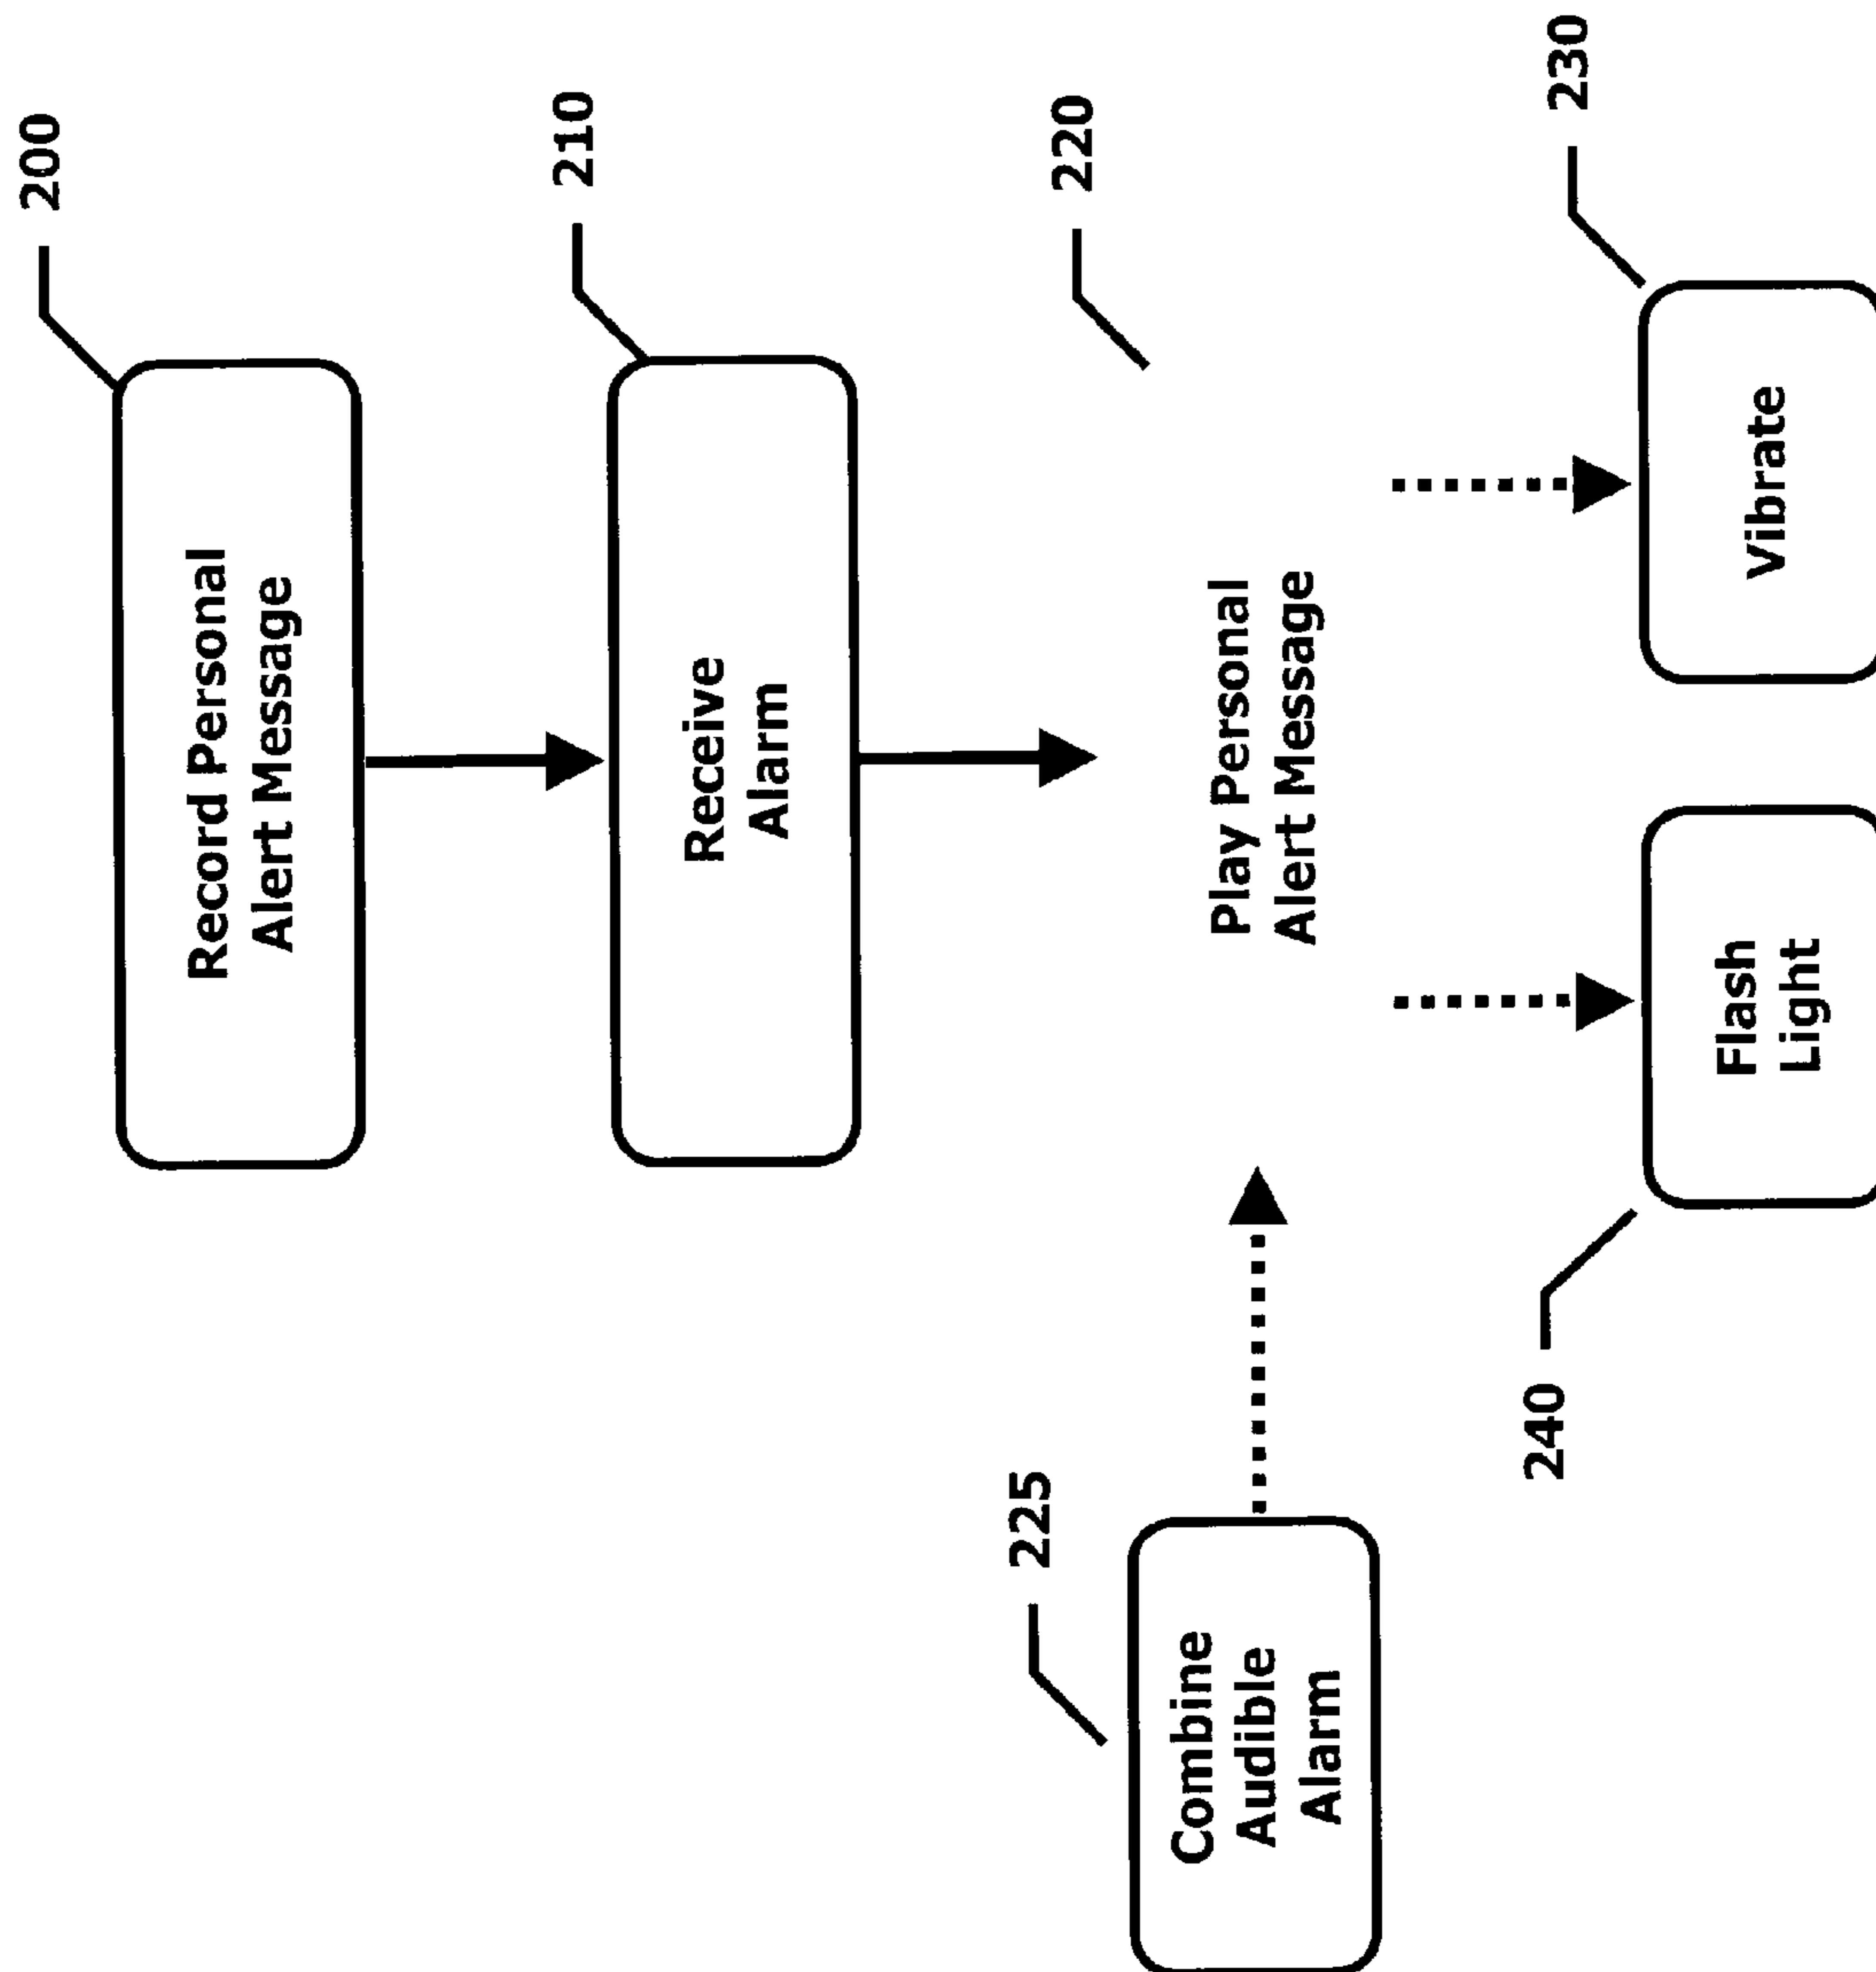 200
Record Personal
Alert Message
210
Receive
Alarm
220
Play Personal
Alert Message
225
Combine
Audible
Alarm
230
Vibrate
240
Flash
Light